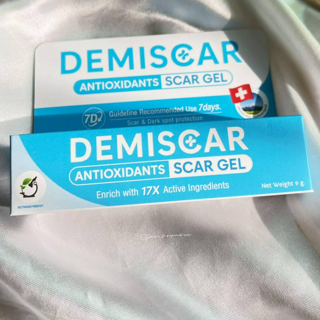 DEMISCAR
ANTIOXIDANTS SCAR GEL
7D Guideline Recommended Use 7days.
Scar & Dark spot protection
DEMISCAR
ANTIOXIDANTS SCAR GEL
Enrich with 17X Active Ingredients
Net Weight 9 g.